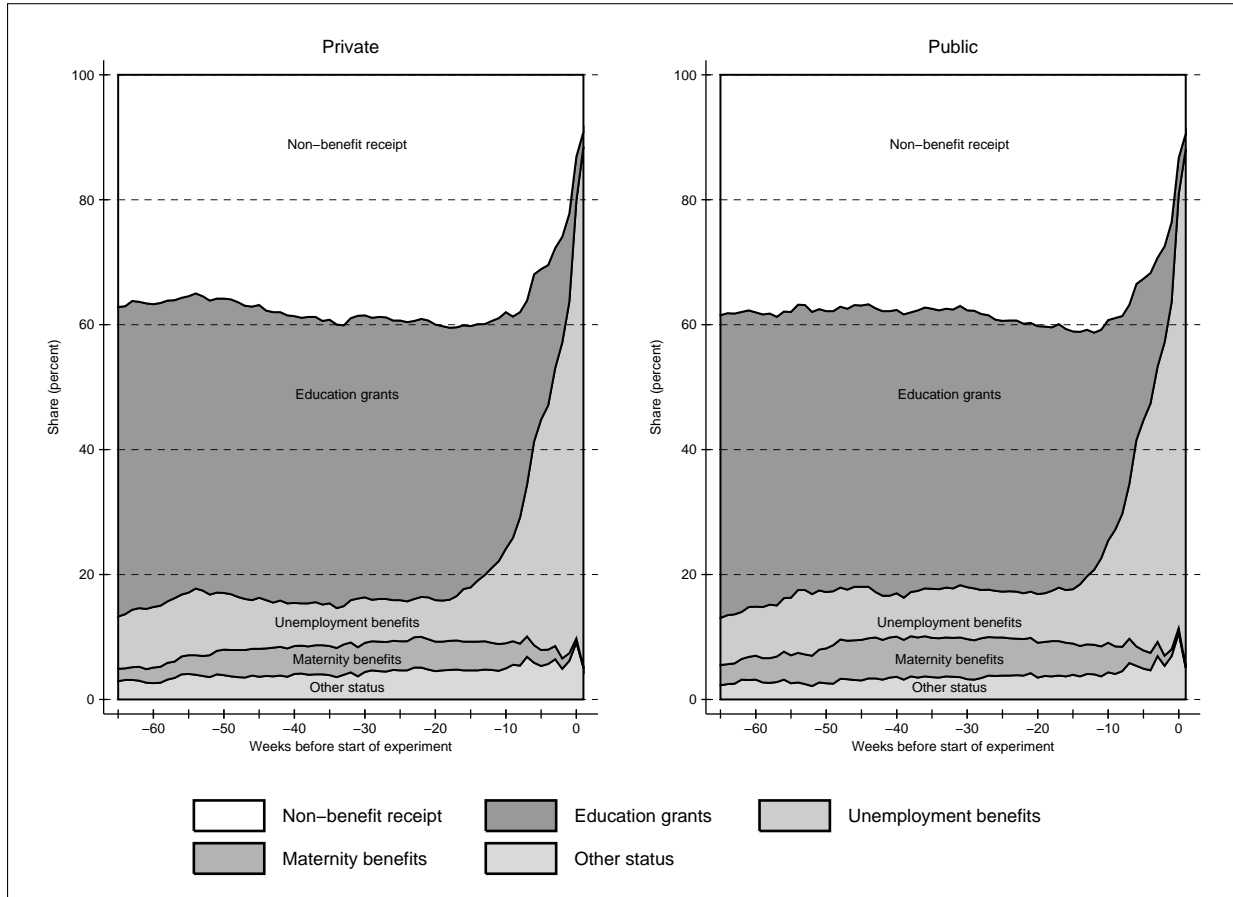 Private
100
80
60
40
20
0
Share (percent)
Non−benefit receipt
Education grants
Unemployment benefits
Maternity benefits
Other status
−60 −50 −40 −30 −20 −10 0
Weeks before start of experiment
Public
100
80
60
40
20
0
Share (percent)
Non−benefit receipt
Education grants
Unemployment benefits
Maternity benefits
Other status
−60 −50 −40 −30 −20 −10 0
Weeks before start of experiment
Non−benefit receipt Education grants Unemployment benefits
Maternity benefits Other status